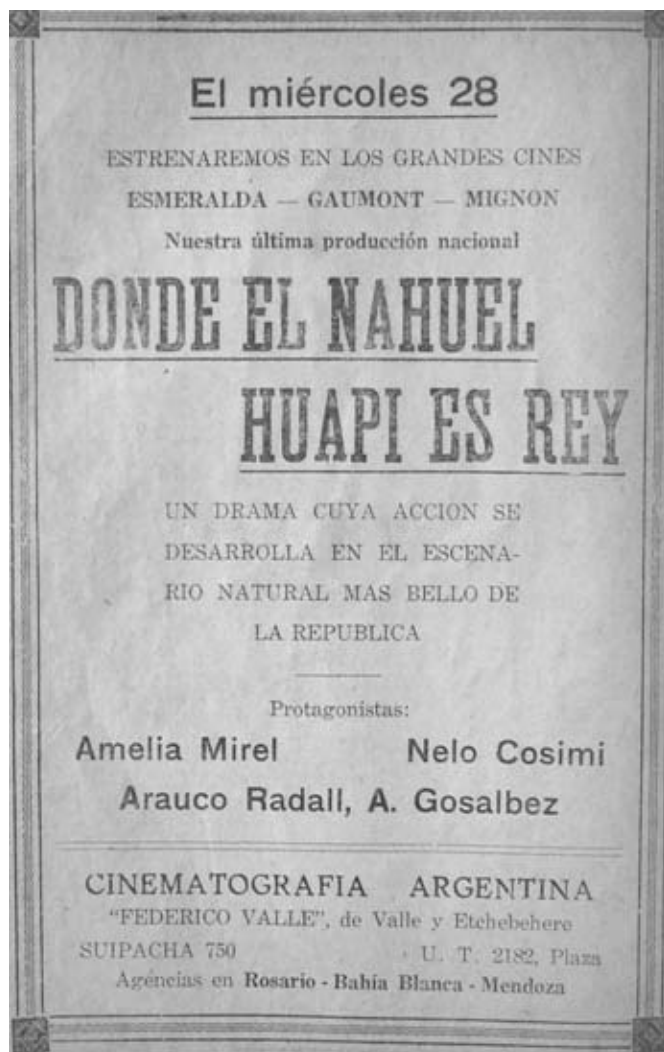 El miércoles 28
ESTRENAREMOS EN LOS GRANDES CINES
ESMERALDA — GAUMONT — MIGNON
Nuestra última producción nacional
DONDE EL NAHUEL
HUAPI ES REY
UN DRAMA CUYA ACCION SE
DESARROLLA EN EL ESCENA-
RIO NATURAL MAS BELLO DE
LA REPUBLICA
Protagonistas:
Amelia Mirel Nelo Cosimi
Arauco Radall, A. Gosalbez
CINEMATOGRAFIA ARGENTINA
"FEDERICO VALLE", de Valle y Etchebehere
SUIPACHA 750 U. T. 2182, Plaza
Agencias en Rosario - Bahía Blanca - Mendoza